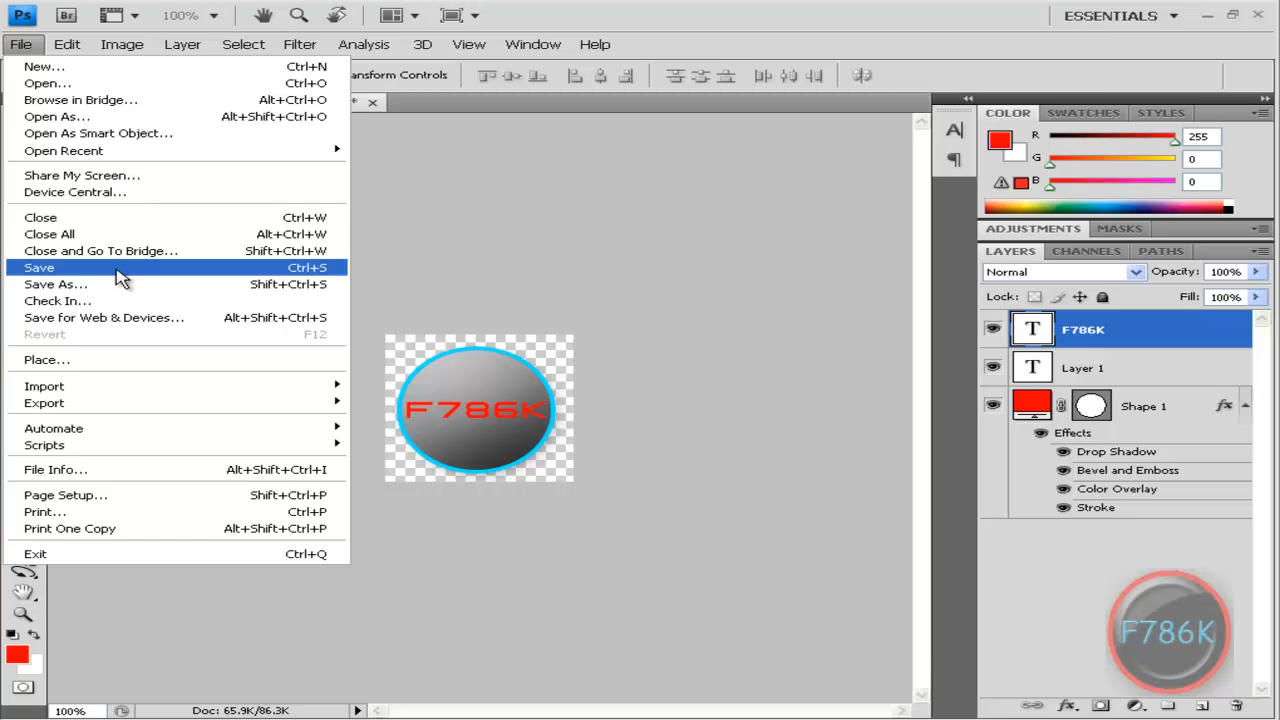 Ps Br 100% ESSENTIALS
File Edit Image Layer Select Filter Analysis 3D View Window Help
New... Ctrl+N
Open... Ctrl+O
Browse in Bridge... Alt+Ctrl+O
Open As... Alt+Shift+Ctrl+O
Open As Smart Object...
Open Recent
Share My Screen...
Device Central...
Close Ctrl+W
Close All Alt+Ctrl+W
Close and Go To Bridge... Shift+Ctrl+W
Save Ctrl+S
Save As... Shift+Ctrl+S
Check In...
Save for Web & Devices... Alt+Shift+Ctrl+S
Revert F12
Place...
Import
Export
Automate
Scripts
File Info... Alt+Shift+Ctrl+I
Page Setup... Shift+Ctrl+P
Print... Ctrl+P
Print One Copy Alt+Shift+Ctrl+P
Exit Ctrl+Q
ransform Controls
* ×
F786K
A
COLOR SWATCHES STYLES
R 255
G 0
B 0
ADJUSTMENTS MASKS
LAYERS CHANNELS PATHS
Normal Opacity: 100%
Lock: Fill: 100%
T F786K
T Layer 1
Shape 1 fx
Effects
Drop Shadow
Bevel and Emboss
Color Overlay
Stroke
F786K
fx.
100% Doc: 65.9K/86.3K